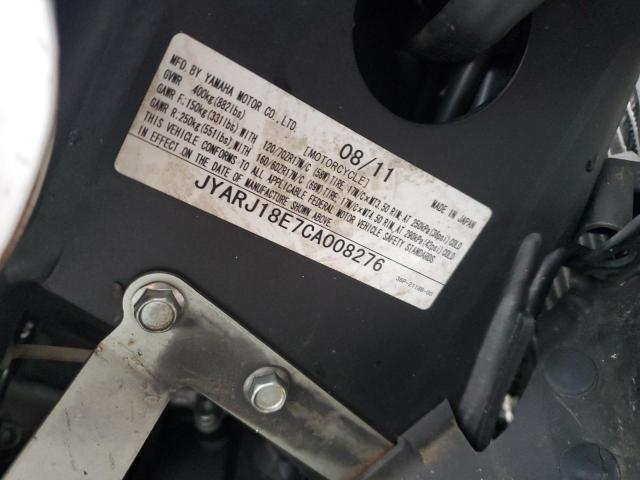 MFD. BY YAMAHA MOTOR CO., LTD. 08/11
GVWR 400kg(882lbs) [MOTORCYCLE] MADE IN JAPAN
GAWR F:150kg(331lbs) WITH 120/70ZR17M/C (58W) TIRE 17M/C×MT3.50 RIM, AT 250kPa(36psi) COLD
GAWR R:250kg(551lbs) WITH 160/60ZR17M/C (69W) TIRE 17M/C×MT4.50 RIM, AT 290kPa(42psi) COLD
THIS VEHICLE CONFORMS TO ALL APPLICABLE FEDERAL MOTOR VEHICLE SAFETY STANDARDS
IN EFFECT ON THE DATE OF MANUFACTURE SHOWN ABOVE.
JYARJ18E7CA008276
36P-2118B-00